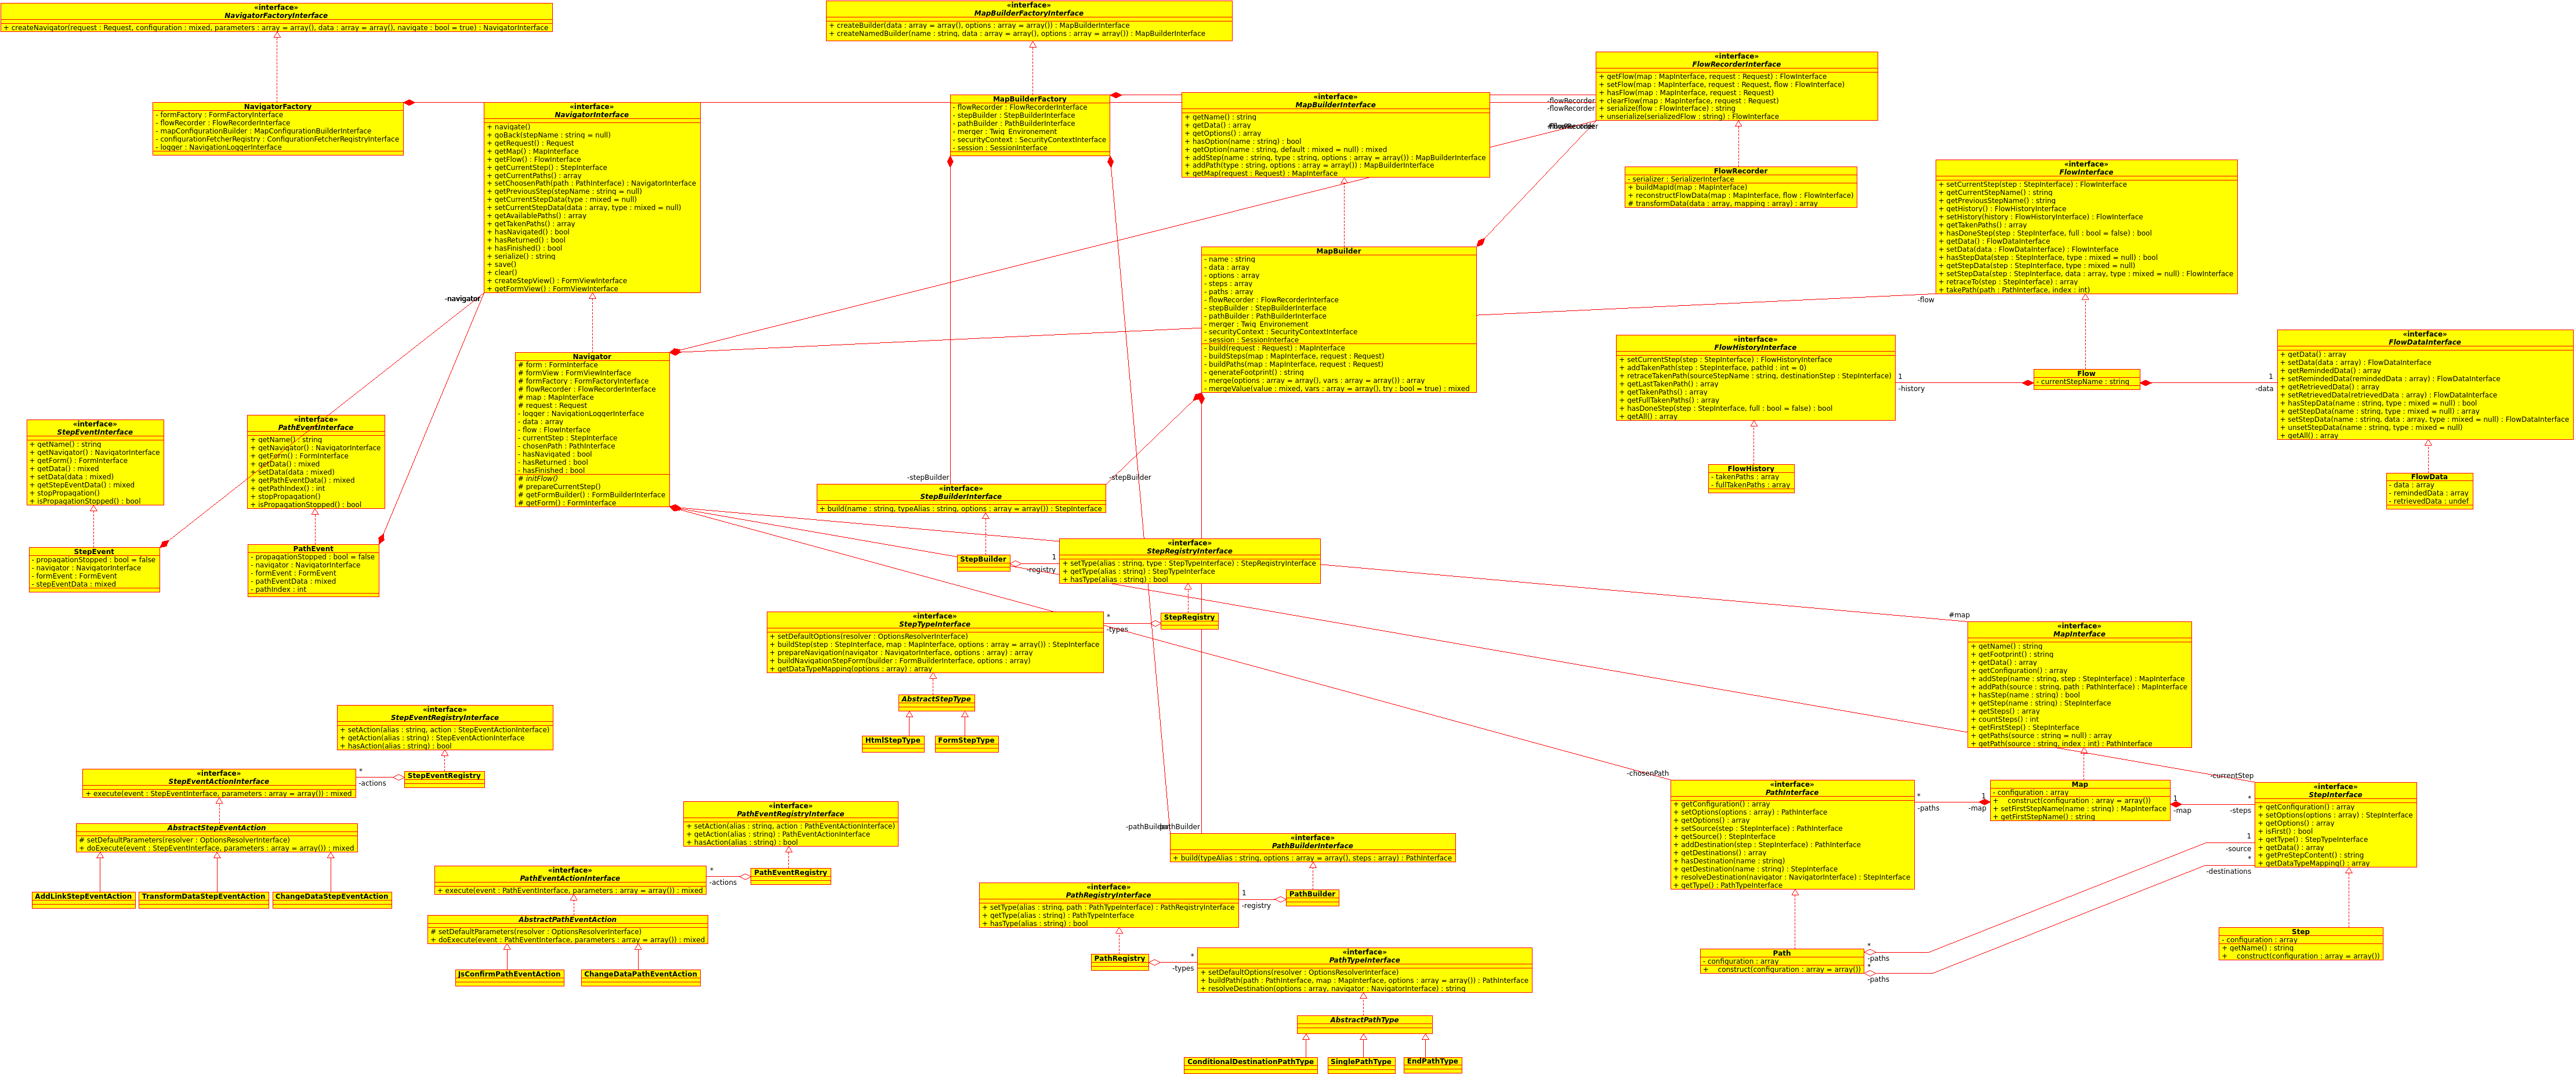 «interface»
NavigatorFactoryInterface
+ createNavigator(request : Request, configuration : mixed, parameters : array = array(), data : array = array(), navigate : bool = true) : NavigatorInterface
«interface»
MapBuilderFactoryInterface
+ createBuilder(data : array = array(), options : array = array()) : MapBuilderInterface
+ createNamedBuilder(name : string, data : array = array(), options : array = array()) : MapBuilderInterface
«interface»
FlowRecorderInterface
+ getFlow(map : MapInterface, request : Request) : FlowInterface
+ setFlow(map : MapInterface, request : Request, flow : FlowInterface)
+ hasFlow(map : MapInterface, request : Request)
+ clearFlow(map : MapInterface, request : Request)
+ serialize(flow : FlowInterface) : string
+ unserialize(serializedFlow : string) : FlowInterface
NavigatorFactory
- formFactory : FormFactoryInterface
- flowRecorder : FlowRecorderInterface
- mapConfigurationBuilder : MapConfigurationBuilderInterface
- configurationFetcherRegistry : ConfigurationFetcherRegistryInterface
- logger : NavigationLoggerInterface
«interface»
NavigatorInterface
+ navigate()
+ goBack(stepName : string = null)
+ getRequest() : Request
+ getMap() : MapInterface
+ getFlow() : FlowInterface
+ getCurrentStep() : StepInterface
+ getCurrentPaths() : array
+ setChoosenPath(path : PathInterface) : NavigatorInterface
+ getPreviousStep(stepName : string = null)
+ getCurrentStepData(type : mixed = null)
+ setCurrentStepData(data : array, type : mixed = null)
+ getAvailablePaths() : array
+ getTakenPaths() : array
+ hasNavigated() : bool
+ hasReturned() : bool
+ hasFinished() : bool
+ serialize() : string
+ save()
+ clear()
+ createStepView() : FormViewInterface
+ getFormView() : FormViewInterface
MapBuilderFactory
- flowRecorder : FlowRecorderInterface
- stepBuilder : StepBuilderInterface
- pathBuilder : PathBuilderInterface
- merger : Twig_Environement
- securityContext : SecurityContextInterface
- session : SessionInterface
«interface»
MapBuilderInterface
+ getName() : string
+ getData() : array
+ getOptions() : array
+ hasOption(name : string) : bool
+ getOption(name : string, default : mixed = null) : mixed
+ addStep(name : string, type : string, options : array = array()) : MapBuilderInterface
+ addPath(type : string, options : array = array()) : MapBuilderInterface
+ getMap(request : Request) : MapInterface
-flowRecorder
-flowRecorder
FlowRecorder
- serializer : SerializerInterface
+ buildMapId(map : MapInterface)
+ reconstructFlowData(map : MapInterface, flow : FlowInterface)
# transformData(data : array, mapping : array) : array
«interface»
FlowInterface
+ setCurrentStep(step : StepInterface) : FlowInterface
+ getCurrentStepName() : string
+ getPreviousStepName() : string
+ getHistory() : FlowHistoryInterface
+ setHistory(history : FlowHistoryInterface) : FlowInterface
+ getTakenPaths() : array
+ hasDoneStep(step : StepInterface, full : bool = false) : bool
+ getData() : FlowDataInterface
+ setData(data : FlowDataInterface) : FlowInterface
+ hasStepData(step : StepInterface, type : mixed = null) : bool
+ getStepData(step : StepInterface, type : mixed = null)
+ setStepData(step : StepInterface, data : array, type : mixed = null) : FlowInterface
+ retraceTo(step : StepInterface) : array
+ takePath(path : PathInterface, index : int)
-flow
MapBuilder
- name : string
- data : array
- options : array
- steps : array
- paths : array
- flowRecorder : FlowRecorderInterface
- stepBuilder : StepBuilderInterface
- pathBuilder : PathBuilderInterface
- merger : Twig_Environement
- securityContext : SecurityContextInterface
- session : SessionInterface
- build(request : Request) : MapInterface
- buildSteps(map : MapInterface, request : Request)
- buildPaths(map : MapInterface, request : Request)
- generateFootprint() : string
- merge(options : array = array(), vars : array = array()) : array
- mergeValue(value : mixed, vars : array = array(), try : bool = true) : mixed
-navigator
Navigator
# form : FormInterface
# formView : FormViewInterface
# formFactory : FormFactoryInterface
# flowRecorder : FlowRecorderInterface
# map : MapInterface
# request : Request
- logger : NavigationLoggerInterface
- data : array
- flow : FlowInterface
- currentStep : StepInterface
- chosenPath : PathInterface
- hasNavigated : bool
- hasReturned : bool
- hasFinished : bool
# initFlow()
# prepareCurrentStep()
# getFormBuilder() : FormBuilderInterface
# getForm() : FormInterface
«interface»
FlowHistoryInterface
+ setCurrentStep(step : StepInterface) : FlowHistoryInterface
+ addTakenPath(step : StepInterface, pathId : int = 0)
+ retraceTakenPath(sourceStepName : string, destinationStep : StepInterface)
+ getLastTakenPath() : array
+ getTakenPaths() : array
+ getFullTakenPaths() : array
+ hasDoneStep(step : StepInterface, full : bool = false) : bool
+ getAll() : array
1
-history
Flow
- currentStepName : string
1
-data
«interface»
FlowDataInterface
+ getData() : array
+ setData(data : array) : FlowDataInterface
+ getRemindedData() : array
+ setRemindedData(remindedData : array) : FlowDataInterface
+ getRetrievedData() : array
+ setRetrievedData(retrievedData : array) : FlowDataInterface
+ hasStepData(name : string, type : mixed = null) : bool
+ getStepData(name : string, type : mixed = null) : array
+ setStepData(name : string, data : array, type : mixed = null) : FlowDataInterface
+ unsetStepData(name : string, type : mixed = null)
+ getAll() : array
FlowHistory
- takenPaths : array
- fullTakenPaths : array
FlowData
- data : array
- remindedData : array
- retrievedData : undef
«interface»
StepEventInterface
+ getName() : string
+ getNavigator() : NavigatorInterface
+ getForm() : FormInterface
+ getData() : mixed
+ setData(data : mixed)
+ getStepEventData() : mixed
+ stopPropagation()
+ isPropagationStopped() : bool
«interface»
PathEventInterface
+ getName() : string
+ getNavigator() : NavigatorInterface
+ getForm() : FormInterface
+ getData() : mixed
+ setData(data : mixed)
+ getPathEventData() : mixed
+ getPathIndex() : int
+ stopPropagation()
+ isPropagationStopped() : bool
StepEvent
- propagationStopped : bool = false
- navigator : NavigatorInterface
- formEvent : FormEvent
- stepEventData : mixed
PathEvent
- propagationStopped : bool = false
- navigator : NavigatorInterface
- formEvent : FormEvent
- pathEventData : mixed
- pathIndex : int
-stepBuilder
-stepBuilder
«interface»
StepBuilderInterface
+ build(name : string, typeAlias : string, options : array = array()) : StepInterface
StepBuilder
1
-registry
«interface»
StepRegistryInterface
+ setType(alias : string, type : StepTypeInterface) : StepRegistryInterface
+ getType(alias : string) : StepTypeInterface
+ hasType(alias : string) : bool
StepRegistry
*
-types
«interface»
StepTypeInterface
+ setDefaultOptions(resolver : OptionsResolverInterface)
+ buildStep(step : StepInterface, map : MapInterface, options : array = array()) : StepInterface
+ prepareNavigation(navigator : NavigatorInterface, options : array) : array
+ buildNavigationStepForm(builder : FormBuilderInterface, options : array)
+ getDataTypeMapping(options : array) : array
AbstractStepType
HtmlStepType
FormStepType
#map
«interface»
MapInterface
+ getName() : string
+ getFootprint() : string
+ getData() : array
+ getConfiguration() : array
+ addStep(name : string, step : StepInterface) : MapInterface
+ addPath(source : string, path : PathInterface) : MapInterface
+ hasStep(name : string) : bool
+ getStep(name : string) : StepInterface
+ getSteps() : array
+ countSteps() : int
+ getFirstStep() : StepInterface
+ getPaths(source : string = null) : array
+ getPath(source : string, index : int) : PathInterface
«interface»
StepEventRegistryInterface
+ setAction(alias : string, action : StepEventActionInterface)
+ getAction(alias : string) : StepEventActionInterface
+ hasAction(alias : string) : bool
«interface»
StepEventActionInterface
+ execute(event : StepEventInterface, parameters : array = array()) : mixed
*
-actions
StepEventRegistry
AbstractStepEventAction
# setDefaultParameters(resolver : OptionsResolverInterface)
+ doExecute(event : StepEventInterface, parameters : array = array()) : mixed
AddLinkStepEventAction
TransformDataStepEventAction
ChangeDataStepEventAction
«interface»
PathEventRegistryInterface
+ setAction(alias : string, action : PathEventActionInterface)
+ getAction(alias : string) : PathEventActionInterface
+ hasAction(alias : string) : bool
«interface»
PathEventActionInterface
+ execute(event : PathEventInterface, parameters : array = array()) : mixed
*
-actions
PathEventRegistry
AbstractPathEventAction
# setDefaultParameters(resolver : OptionsResolverInterface)
+ doExecute(event : PathEventInterface, parameters : array = array()) : mixed
JsConfirmPathEventAction
ChangeDataPathEventAction
-pathBuilder
-pathBuilder
«interface»
PathBuilderInterface
+ build(typeAlias : string, options : array = array(), steps : array) : PathInterface
«interface»
PathRegistryInterface
+ setType(alias : string, path : PathTypeInterface) : PathRegistryInterface
+ getType(alias : string) : PathTypeInterface
+ hasType(alias : string) : bool
1
-registry
PathBuilder
PathRegistry
*
-types
«interface»
PathTypeInterface
+ setDefaultOptions(resolver : OptionsResolverInterface)
+ buildPath(path : PathInterface, map : MapInterface, options : array = array()) : PathInterface
+ resolveDestination(options : array, navigator : NavigatorInterface) : string
AbstractPathType
ConditionalDestinationPathType
SinglePathType
EndPathType
-chosenPath
«interface»
PathInterface
+ getConfiguration() : array
+ setOptions(options : array) : PathInterface
+ getOptions() : array
+ setSource(step : StepInterface) : PathInterface
+ getSource() : StepInterface
+ addDestination(step : StepInterface) : PathInterface
+ getDestinations() : array
+ hasDestination(name : string)
+ getDestination(name : string) : StepInterface
+ resolveDestination(navigator : NavigatorInterface) : StepInterface
+ getType() : PathTypeInterface
*
-paths
1
-map
Map
- configuration : array
+ __construct(configuration : array = array())
+ setFirstStepName(name : string) : MapInterface
+ getFirstStepName() : string
1
-map
*
-steps
-currentStep
«interface»
StepInterface
+ getConfiguration() : array
+ setOptions(options : array) : StepInterface
+ getOptions() : array
+ isFirst() : bool
+ getType() : StepTypeInterface
+ getData() : array
+ getPreStepContent() : string
+ getDataTypeMapping() : array
1
-source
*
-destinations
Path
- configuration : array
+ __construct(configuration : array = array())
*
-paths
*
-paths
Step
- configuration : array
+ getName() : string
+ __construct(configuration : array = array())